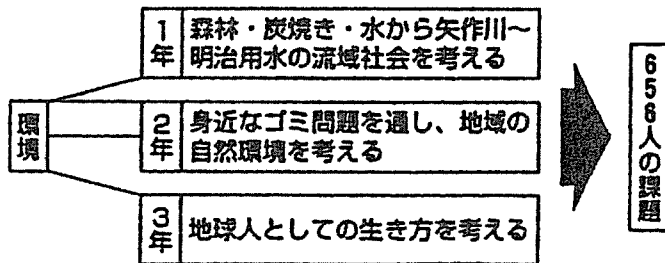 環境
1年
森林・炭焼き・水から矢作川～
明治用水の流域社会を考える
2年
身近なゴミ問題を通し、地域の
自然環境を考える
3年
地球人としての生き方を考える
656人の課題